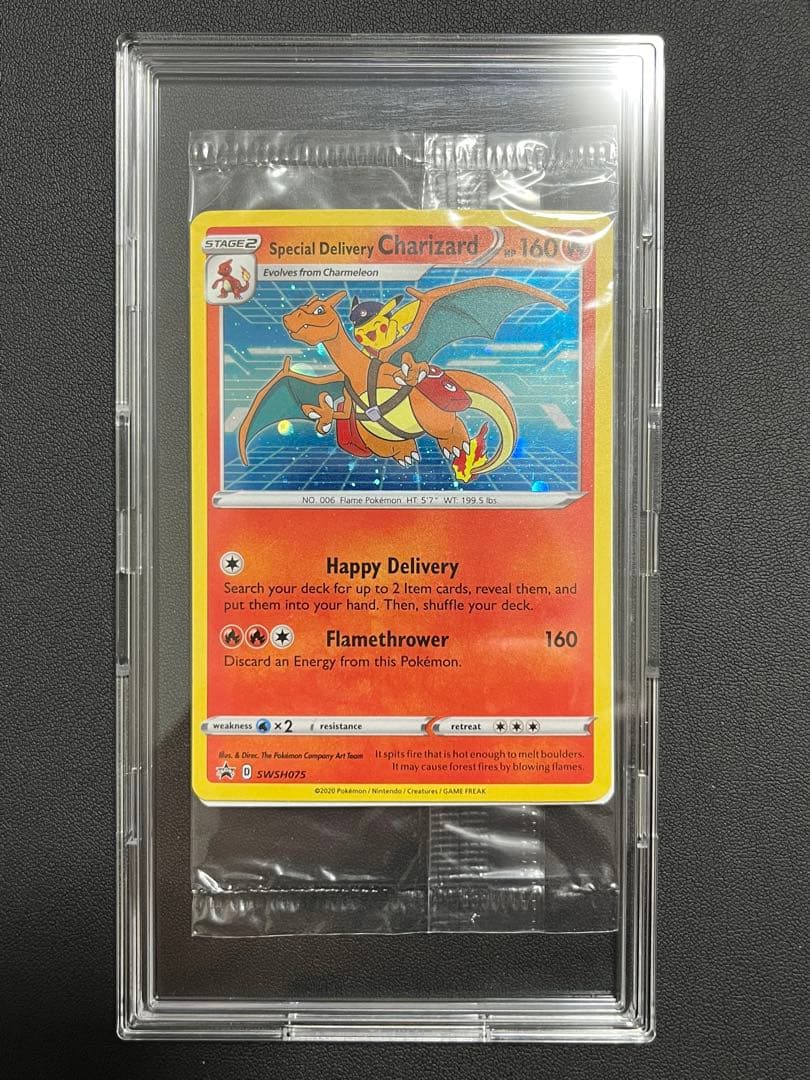 STAGE 2 Special Delivery Charizard HP 160
Evolves from Charmeleon
NO. 006 Flame Pokémon HT: 5'7" WT: 199.5 lbs.
Happy Delivery
Search your deck for up to 2 Item cards, reveal them, and
put them into your hand. Then, shuffle your deck.
Flamethrower 160
Discard an Energy from this Pokémon.
weakness ×2 resistance retreat
Illus. & Direc. The Pokémon Company Art Team
It spits fire that is hot enough to melt boulders.
It may cause forest fires by blowing flames.
D SWSH075
©2020 Pokémon / Nintendo / Creatures / GAME FREAK